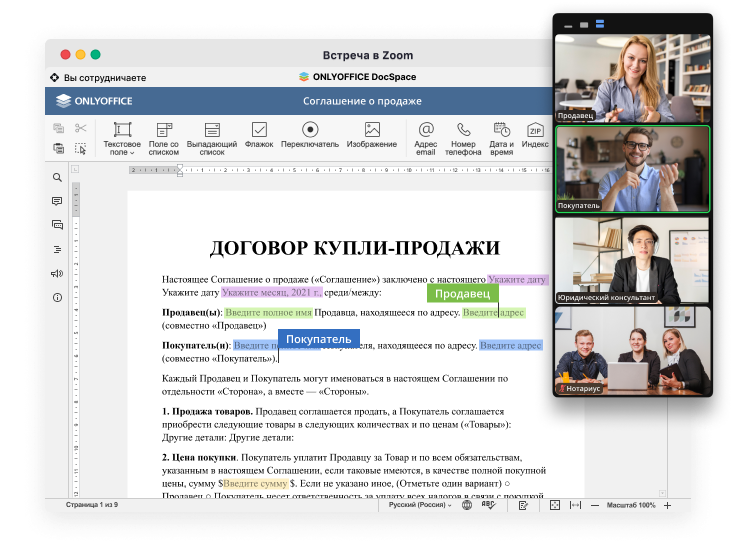 Встреча в Zoom
Вы сотрудничаете
ONLYOFFICE DocSpace
ONLYOFFICE
Соглашение о продаже
Текстовое поле
Поле со списком
Выпадающий список
Флажок
Переключатель
Изображение
Адрес email
Номер телефона
Дата и время
ZIP
Индекс
ДОГОВОР КУПЛИ-ПРОДАЖИ
Настоящее Соглашение о продаже («Соглашение») заключено с настоящего Укажите дату
Укажите дату Укажите месяц, 2021 г., среди/между:
Продавец
Продавец(ы): Введите полное имя Продавца, находящееся по адресу. Введите адрес
(совместно «Продавец»)
Покупатель
Покупатель(и): Введите находящееся по адресу. Введите адрес
(совместно «Покупатель»).
Каждый Продавец и Покупатель могут именоваться в настоящем Соглашении по
отдельности «Сторона», а вместе — «Стороны».
1. Продажа товаров. Продавец соглашается продать, а Покупатель соглашается
приобрести следующие товары в следующих количествах и по ценам («Товары»):
Другие детали: Другие детали:
2. Цена покупки. Покупатель уплатит Продавцу за Товар и по всем обязательствам,
указанным в настоящем Соглашении, если таковые имеются, в качестве полной покупной
цены, сумму $Введите сумму $. Если не указано иное, (Отметьте один вариант) ○
Продавец ○ Покупатель несет ответственность за уплату всех налогов в связи с покупкой
Страница 1 из 9
Русский (Россия)
ABC
Масштаб 100%
Продавец
Покупатель
Юридический консультант
Нотариус